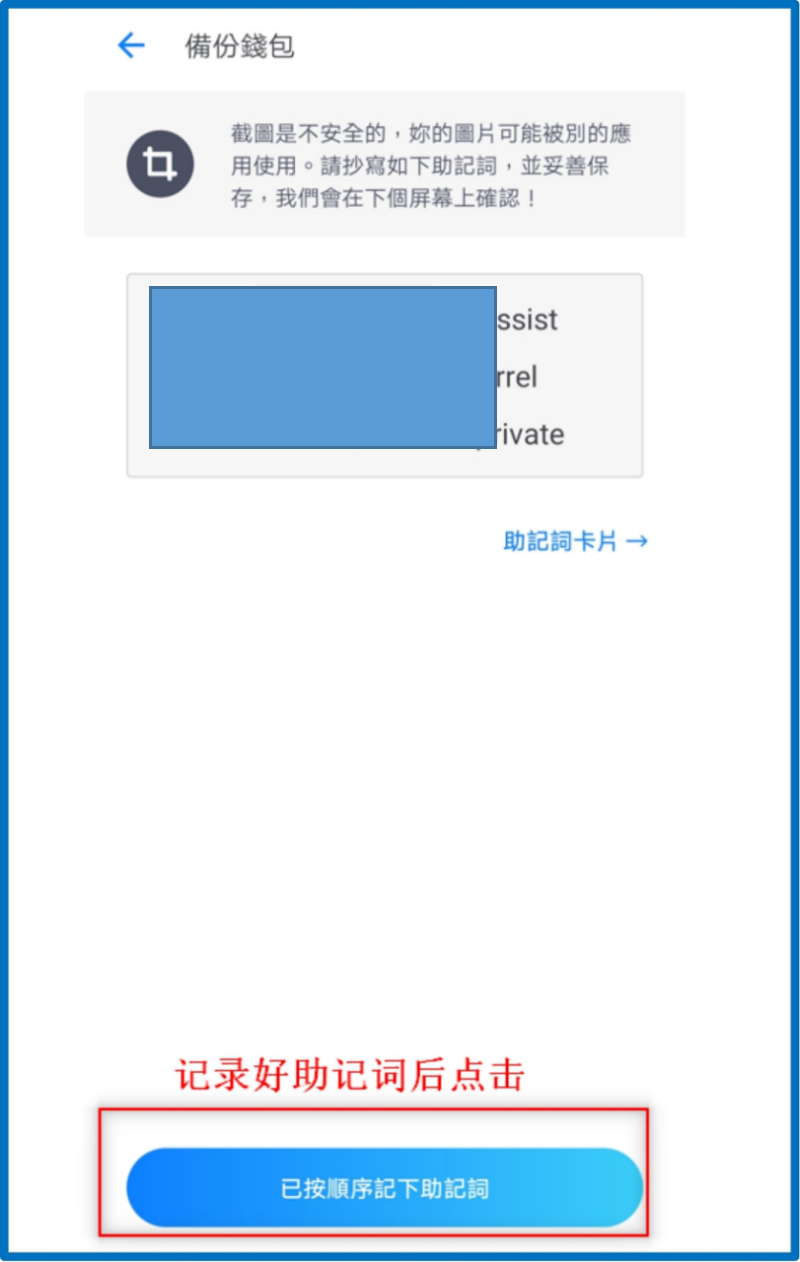 備份錢包
截圖是不安全的，妳的圖片可能被別的應
用使用。請抄寫如下助記詞，並妥善保
存，我們會在下個屏幕上確認！
ssist
rrel
rivate
助記詞卡片 →
记录好助记词后点击
已按順序記下助記詞